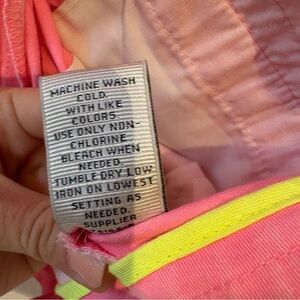 MACHINE WASH
COLD.
WITH LIKE
COLORS
USE ONLY NON-
CHLORINE
BLEACH WHEN
NEEDED.
TUMBLE DRY LOW
IRON ON LOWEST
SETTING AS
NEEDED
SUPPLIER